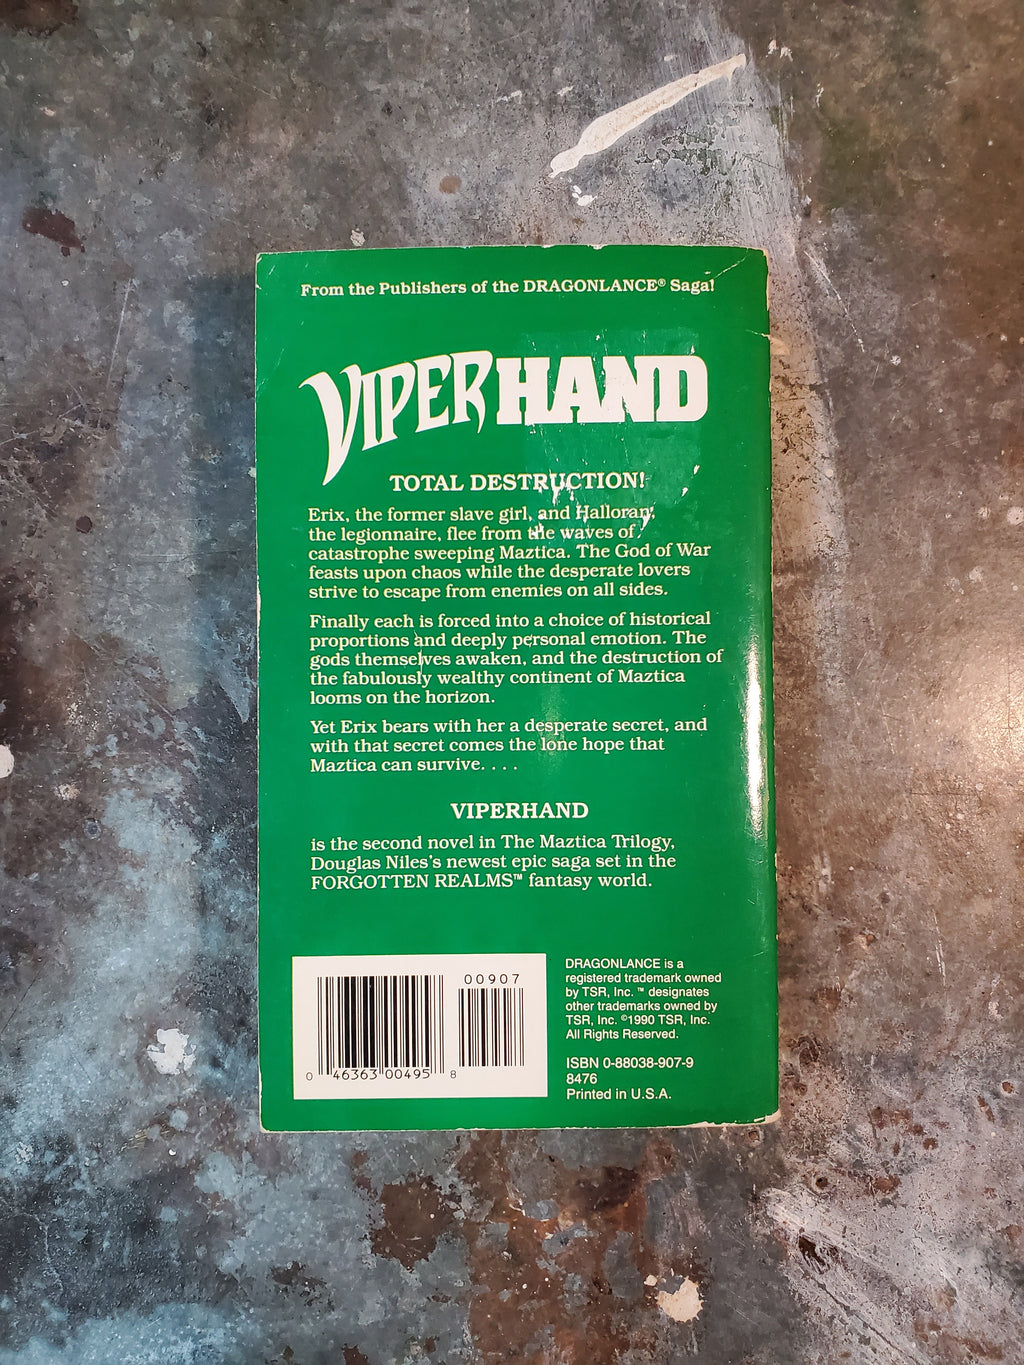 From the Publishers of the DRAGONLANCE® Saga!
VIPERHAND
TOTAL DESTRUCTION!
Erix, the former slave girl, and Halloran,
the legionnaire, flee from the waves of
catastrophe sweeping Maztica. The God of War
feasts upon chaos while the desperate lovers
strive to escape from enemies on all sides.
Finally each is forced into a choice of historical
proportions and deeply personal emotion. The
gods themselves awaken, and the destruction of
the fabulously wealthy continent of Maztica
looms on the horizon.
Yet Erix bears with her a desperate secret, and
with that secret comes the lone hope that
Maztica can survive. . . .
VIPERHAND
is the second novel in The Maztica Trilogy,
Douglas Niles's newest epic saga set in the
FORGOTTEN REALMS™ fantasy world.
00907
0 46363 00495 8
DRAGONLANCE is a
registered trademark owned
by TSR, Inc. ™ designates
other trademarks owned by
TSR, Inc. ©1990 TSR, Inc.
All Rights Reserved.
ISBN 0-88038-907-9
8476
Printed in U.S.A.